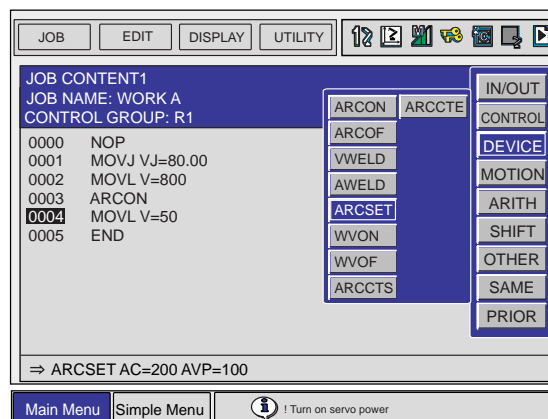 JOB EDIT DISPLAY UTILITY
JOB CONTENT1
JOB NAME: WORK A
CONTROL GROUP: R1
0000 NOP
0001 MOVJ VJ=80.00
0002 MOVL V=800
0003 ARCON
0004 MOVL V=50
0005 END
ARCON ARCCTE
ARCOF
VWELD
AWELD
ARCSET
WVON
WVOF
ARCCTS
IN/OUT
CONTROL
DEVICE
MOTION
ARITH
SHIFT
OTHER
SAME
PRIOR
⇒ ARCSET AC=200 AVP=100
Main Menu Simple Menu ! Turn on servo power